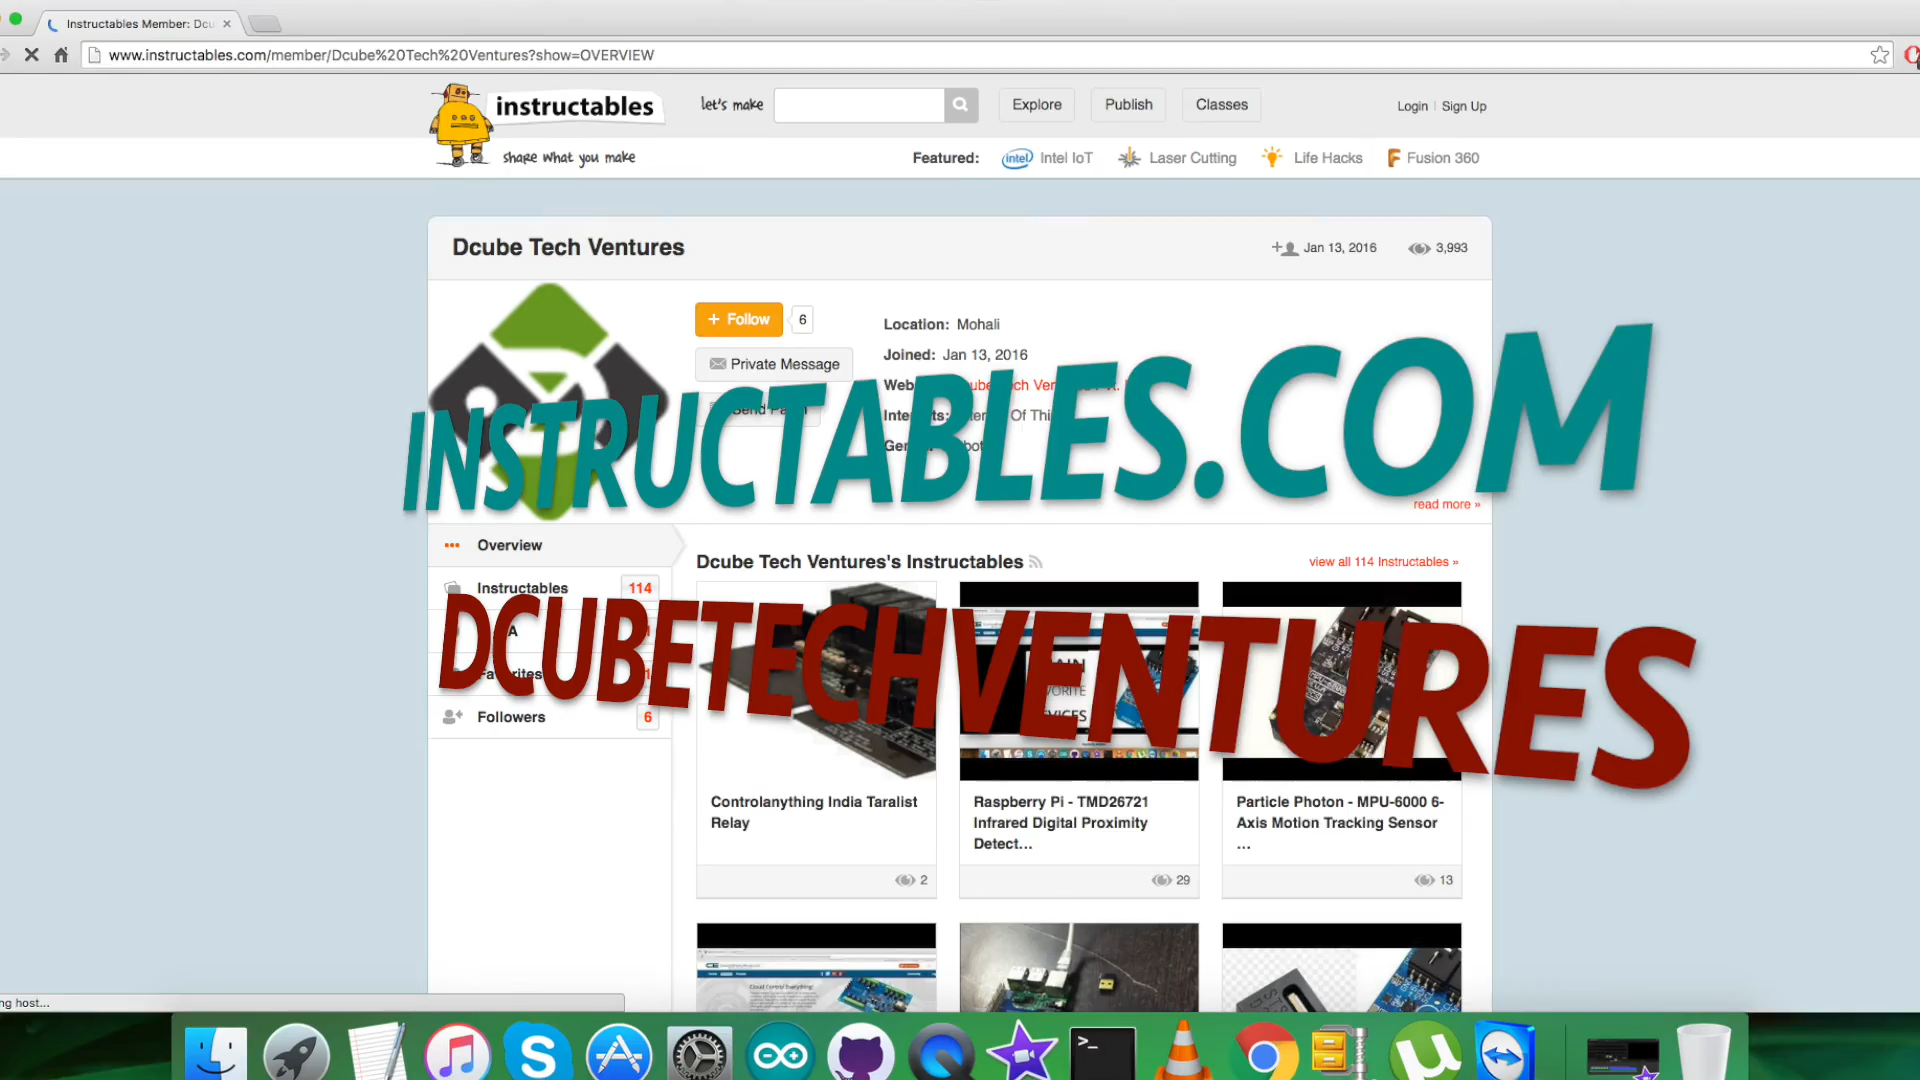 Instructables Member: Dcu
www.instructables.com/member/Dcube%20Tech%20Ventures?show=OVERVIEW
instructables
share what you make
let's make
Explore
Publish
Classes
Login
Sign Up
Featured:
Intel IoT
Laser Cutting
Life Hacks
Fusion 360
Dcube Tech Ventures
Jan 13, 2016
3,993
+ Follow
6
Private Message
Location: Mohali
Joined: Jan 13, 2016
INSTRUCTABLES.COM
read more »
Overview
Instructables 114
Followers 6
Dcube Tech Ventures's Instructables
view all 114 Instructables »
DCUBETECHVENTURES
Controlanything India Taralist
Relay
2
Raspberry Pi - TMD26721
Infrared Digital Proximity
Detect...
29
Particle Photon - MPU-6000 6-
Axis Motion Tracking Sensor
...
13
ng host...